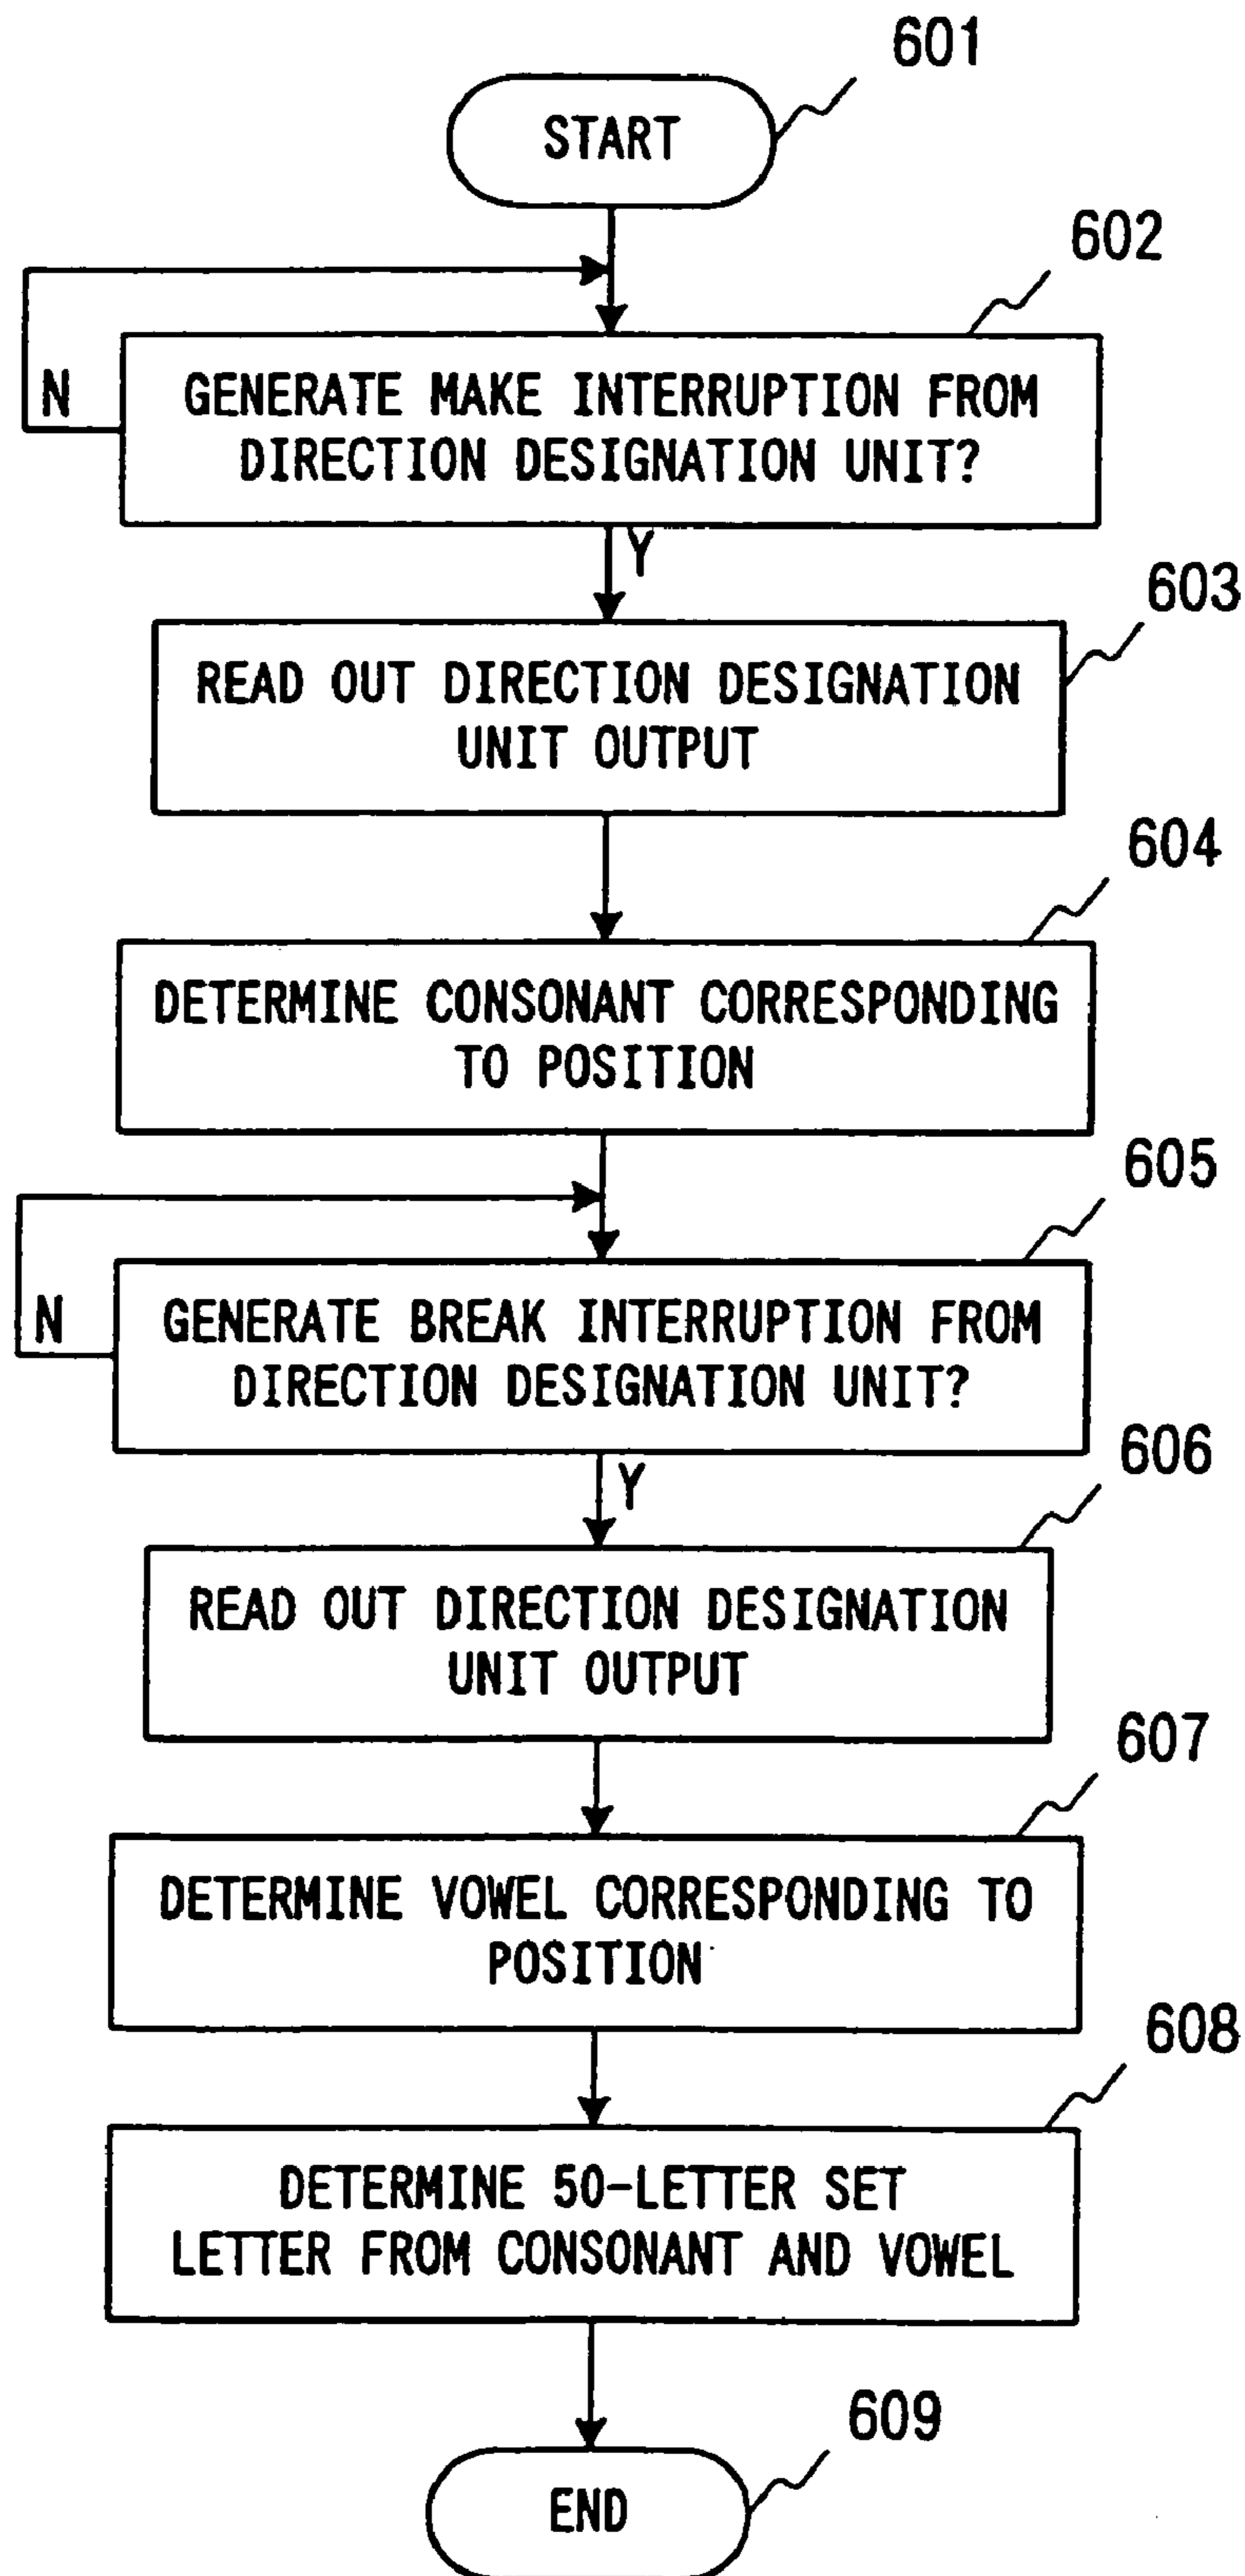 601
START
602
N
GENERATE MAKE INTERRUPTION FROM
DIRECTION DESIGNATION UNIT?
Y
603
READ OUT DIRECTION DESIGNATION
UNIT OUTPUT
604
DETERMINE CONSONANT CORRESPONDING
TO POSITION
605
N
GENERATE BREAK INTERRUPTION FROM
DIRECTION DESIGNATION UNIT?
Y
606
READ OUT DIRECTION DESIGNATION
UNIT OUTPUT
607
DETERMINE VOWEL CORRESPONDING TO
POSITION
608
DETERMINE 50-LETTER SET
LETTER FROM CONSONANT AND VOWEL
609
END